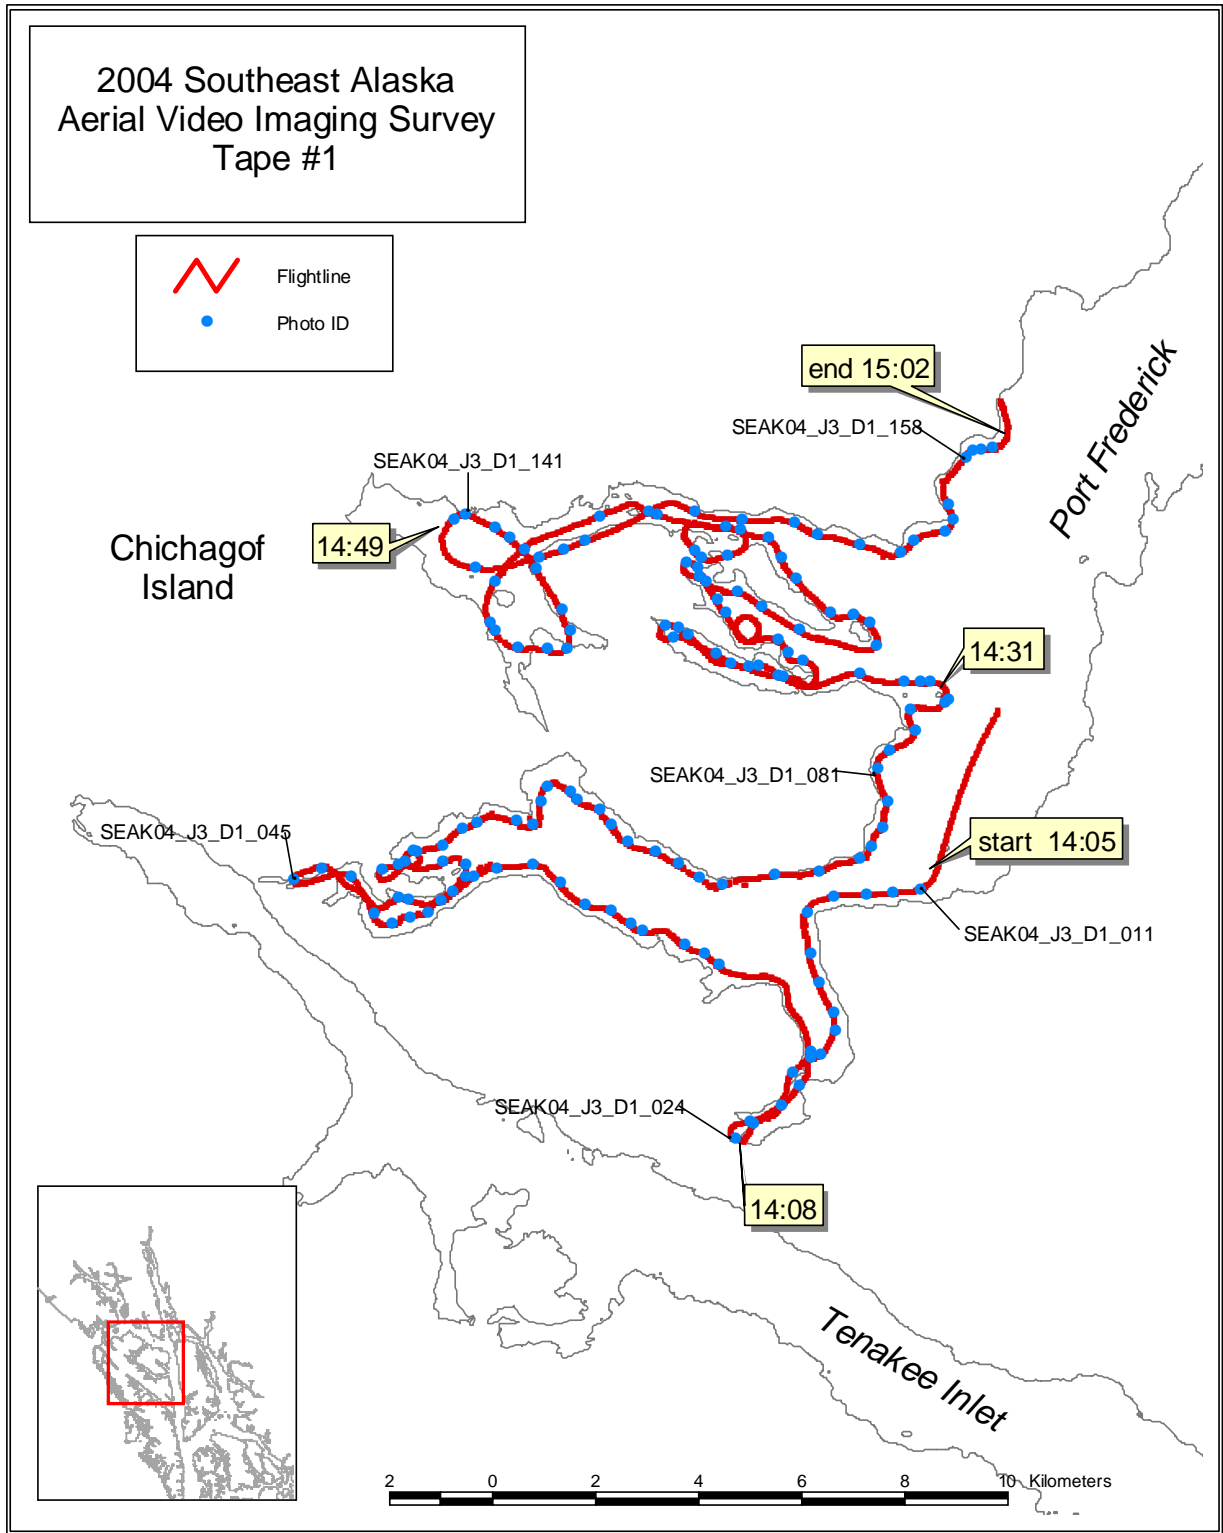 2004 Southeast Alaska
Aerial Video Imaging Survey
Tape #1
Flightline
Photo ID
end 15:02
SEAK04_J3_D1_158
Port Frederick
SEAK04_J3_D1_141
14:49
Chichagof
Island
14:31
SEAK04_J3_D1_081
SEAK04_J3_D1_045
start 14:05
SEAK04_J3_D1_011
SEAK04_J3_D1_024
14:08
Tenakee Inlet
2 0 2 4 6 8 10 Kilometers